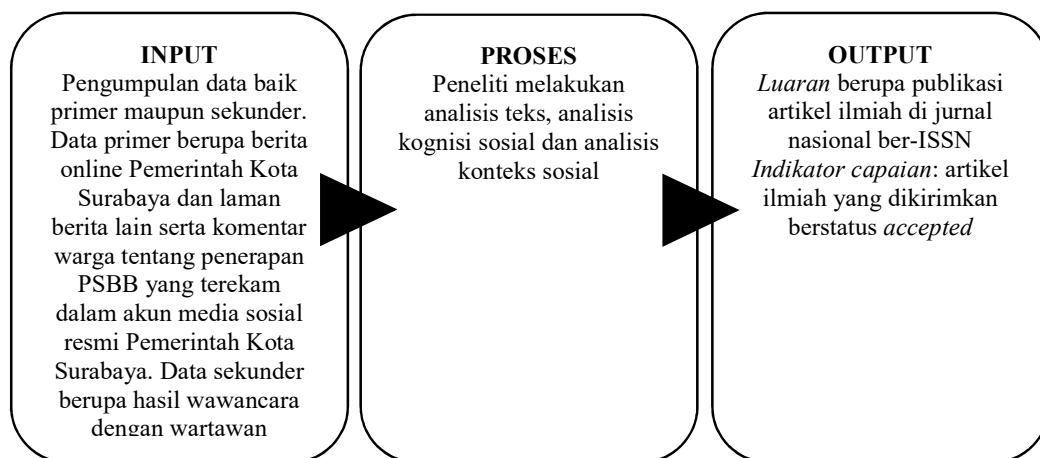 INPUT
Pengumpulan data baik
primer maupun sekunder.
Data primer berupa berita
online Pemerintah Kota
Surabaya dan laman
berita lain serta komentar
warga tentang penerapan
PSBB yang terekam
dalam akun media sosial
resmi Pemerintah Kota
Surabaya. Data sekunder
berupa hasil wawancara
dengan wartawan
PROSES
Peneliti melakukan
analisis teks, analisis
kognisi sosial dan analisis
konteks sosial
OUTPUT
Luaran berupa publikasi
artikel ilmiah di jurnal
nasional ber-ISSN
Indikator capaian: artikel
ilmiah yang dikirimkan
berstatus accepted